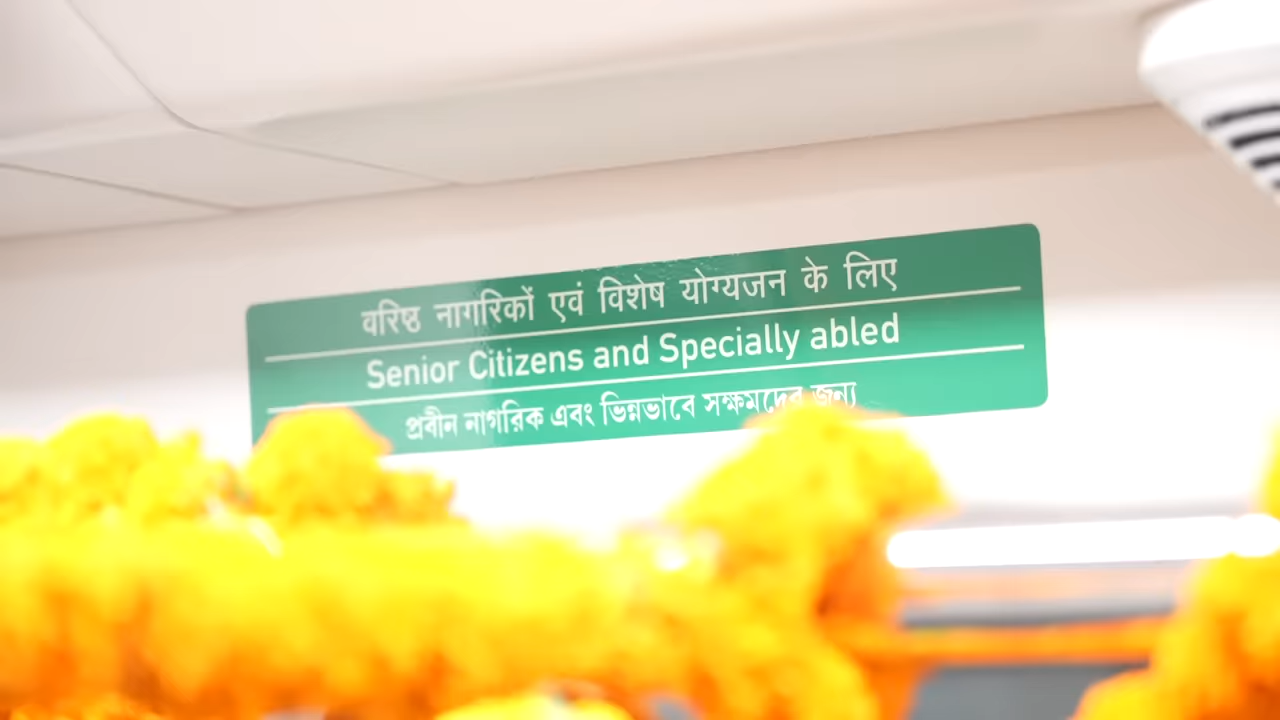 वरिष्ठ नागरिकों एवं विशेष योग्यजन के लिए
Senior Citizens and Specially abled
প্রবীন নাগরিক এবং ভিন্নভাবে সক্ষমদের জন্য